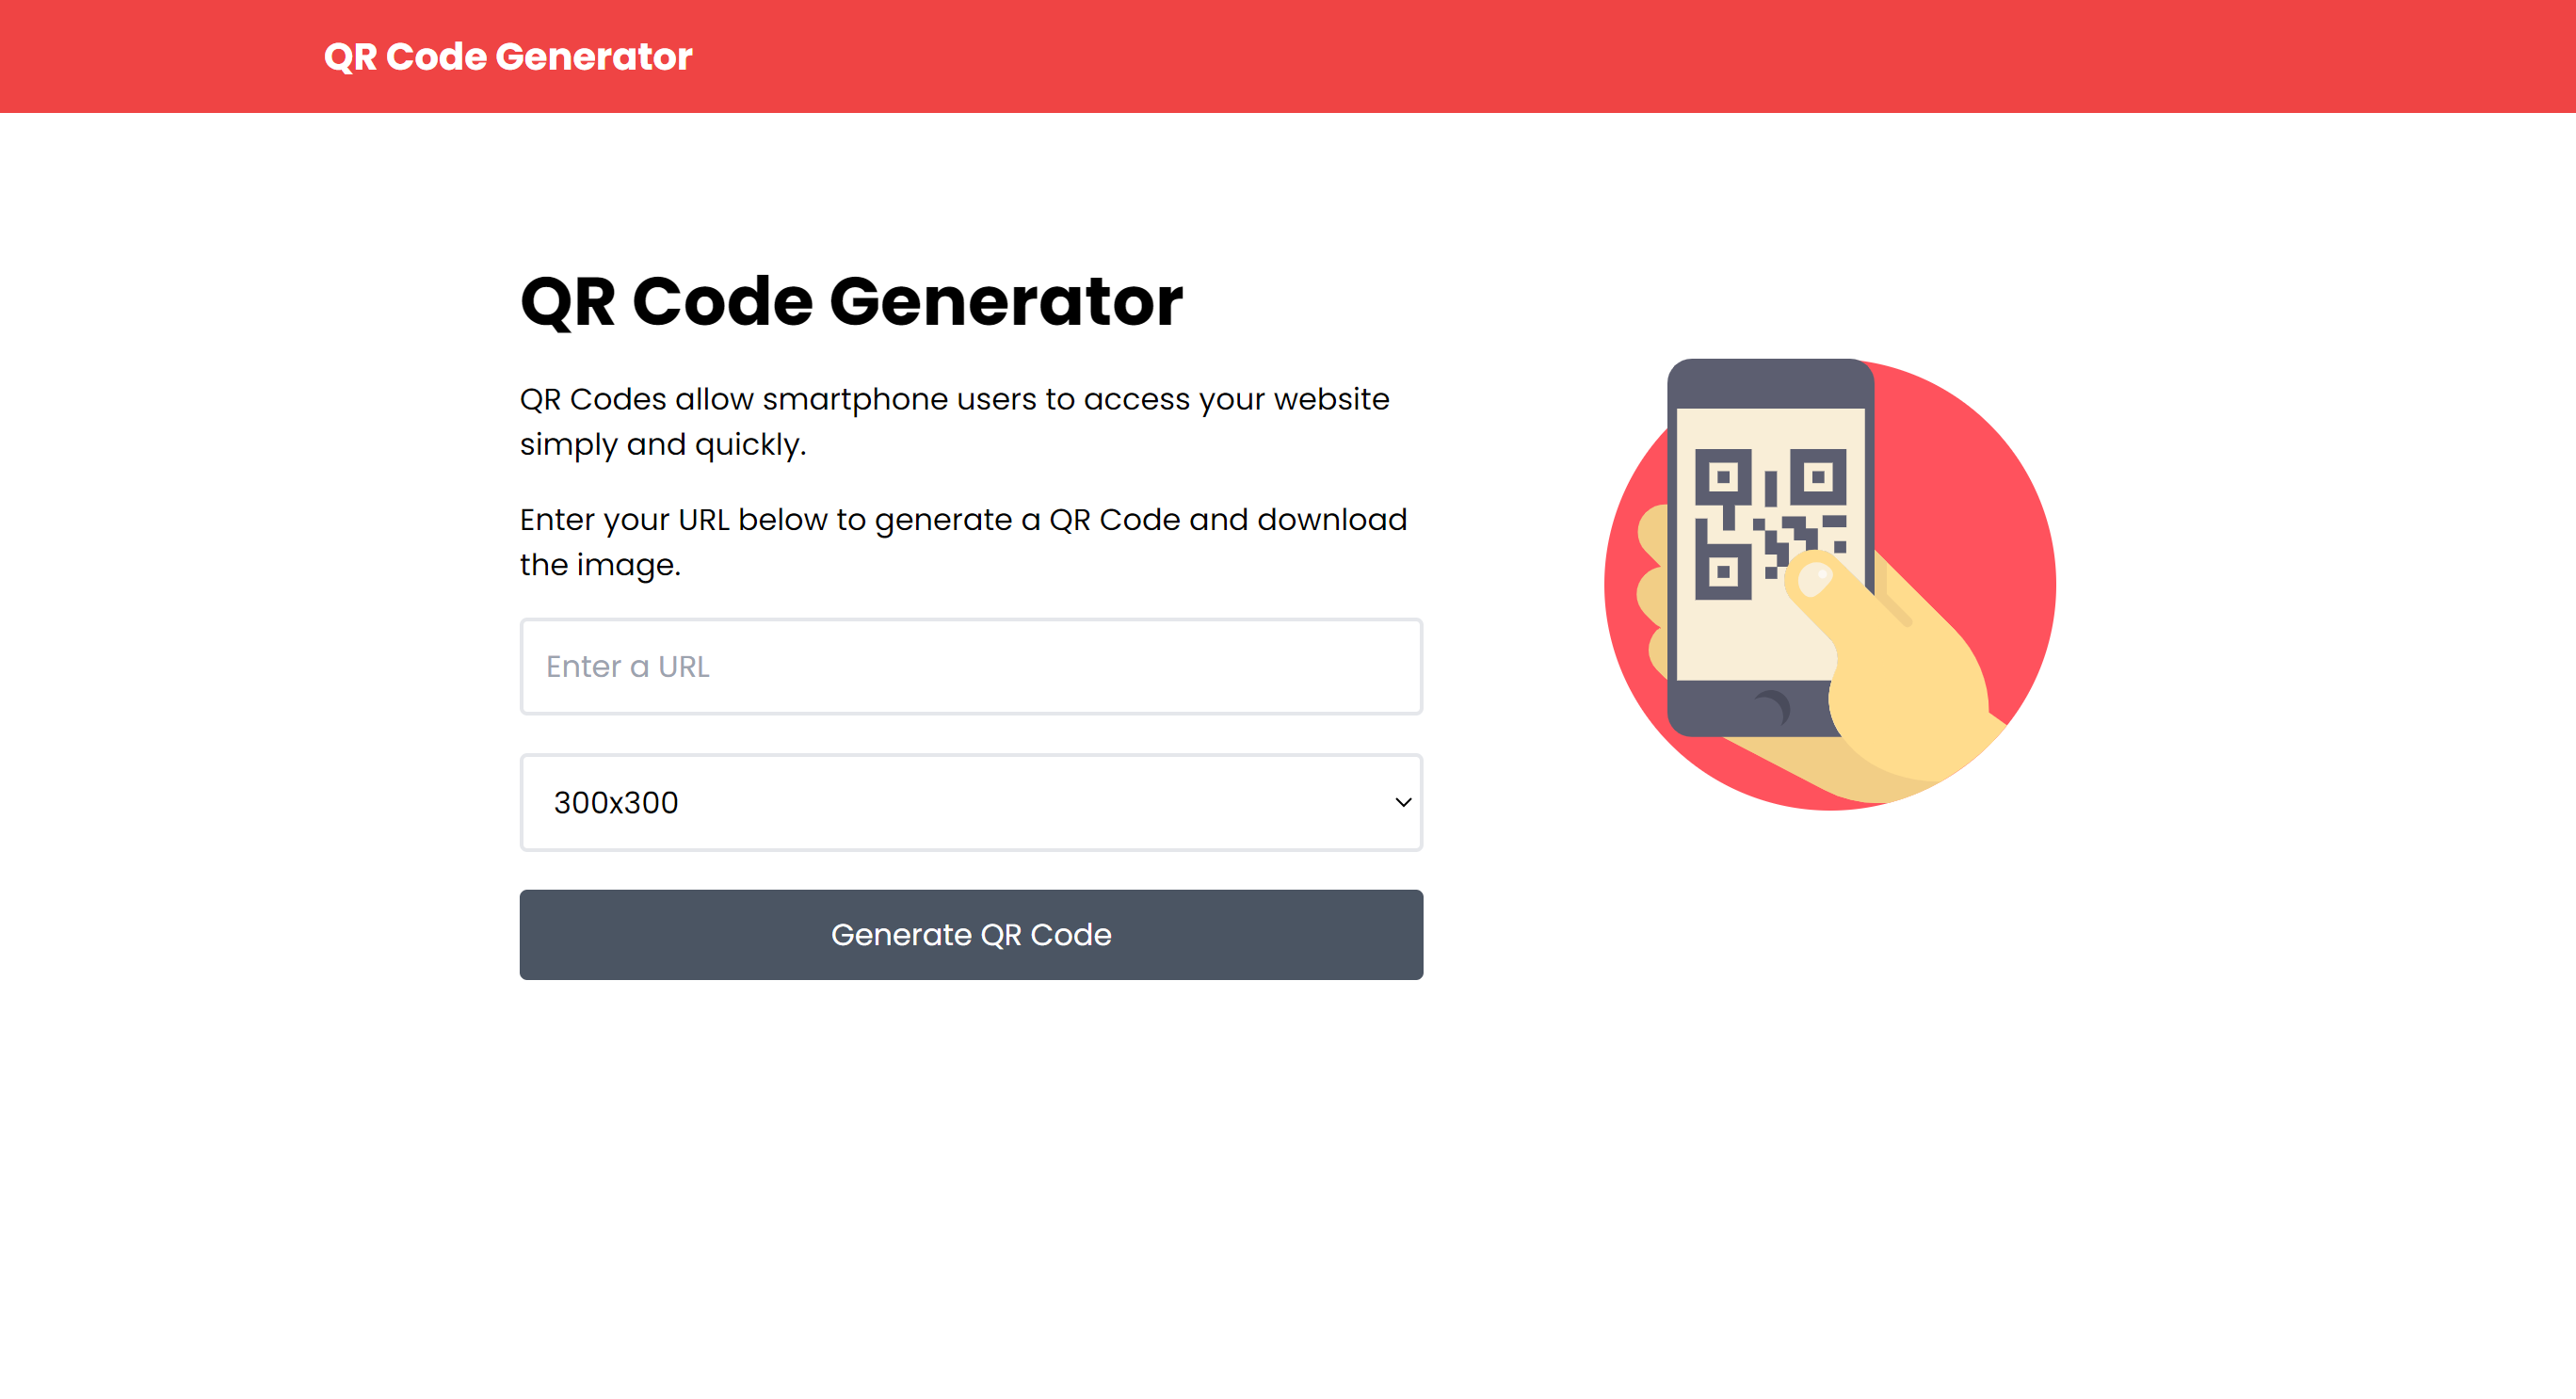 QR Code Generator
QR Code Generator
QR Codes allow smartphone users to access your website
simply and quickly.
Enter your URL below to generate a QR Code and download
the image.
Enter a URL
300x300
Generate QR Code